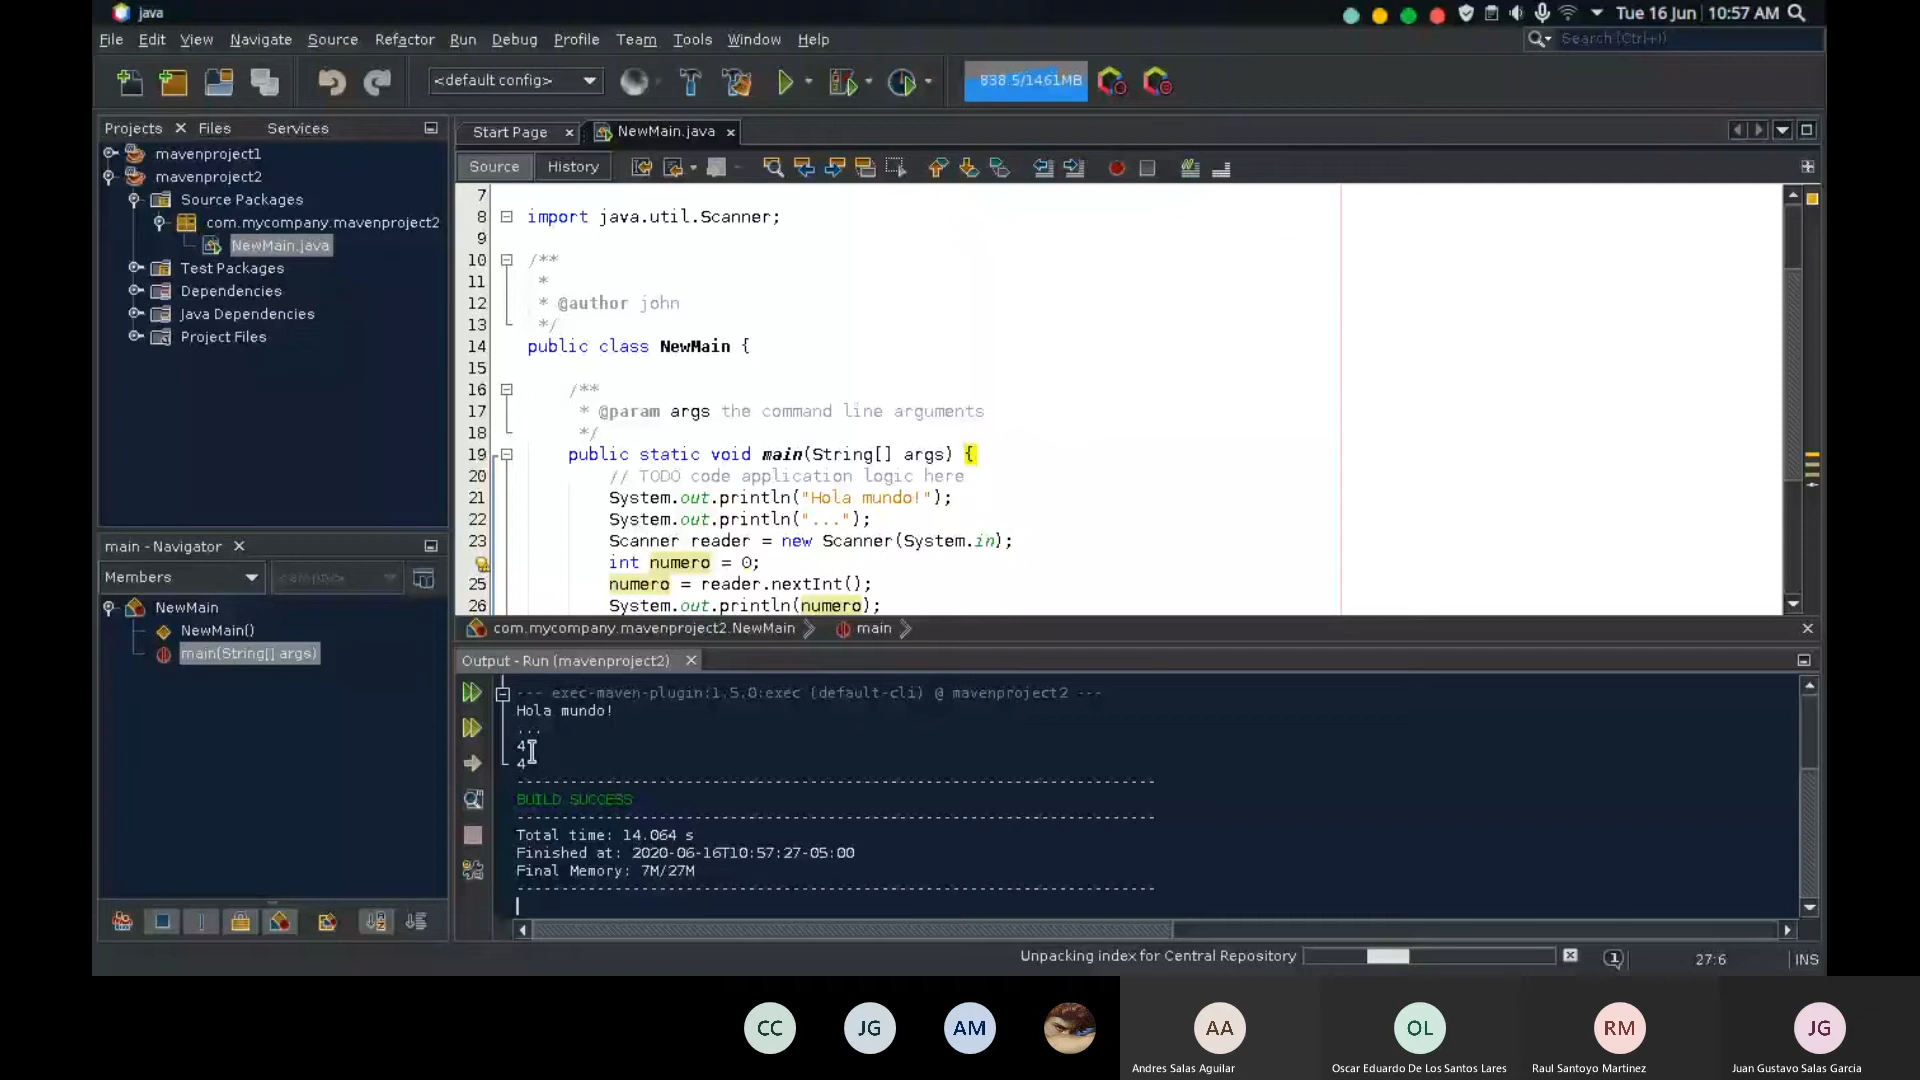 java
Tue 16 Jun 10:57 AM
File Edit View Navigate Source Refactor Run Debug Profile Team Tools Window Help
Search (Ctrl+I)
<default config>
838.5/1461MB
Projects Files Services
Start Page
NewMain.java
mavenproject1
mavenproject2
Source Packages
com.mycompany.mavenproject2
NewMain.java
Test Packages
Dependencies
Java Dependencies
Project Files
Source History
7
8 import java.util.Scanner;
9
10 /**
11 *
12 * @author john
13 */
14 public class NewMain {
15
16 /**
17 * @param args the command line arguments
18 */
19 public static void main(String[] args) {
20 // TODO code application logic here
21 System.out.println("Hola mundo!");
22 System.out.println("...");
23 Scanner reader = new Scanner(System.in);
int numero = 0;
25 numero = reader.nextInt();
26 System.out.println(numero);
com.mycompany.mavenproject2.NewMain main
main - Navigator
Members <empty>
NewMain
NewMain()
main(String[] args)
Output - Run (mavenproject2)
--- exec-maven-plugin:1.5.0:exec (default-cli) @ mavenproject2 ---
Hola mundo!
...
4
4
------------------------------------------------------------------------
BUILD SUCCESS
------------------------------------------------------------------------
Total time: 14.064 s
Finished at: 2020-06-16T10:57:27-05:00
Final Memory: 7M/27M
------------------------------------------------------------------------
Unpacking index for Central Repository
1
27:6
INS
CC JG AM AA OL RM JG
Andres Salas Aguilar
Oscar Eduardo De Los Santos Lares
Raul Santoyo Martinez
Juan Gustavo Salas Garcia